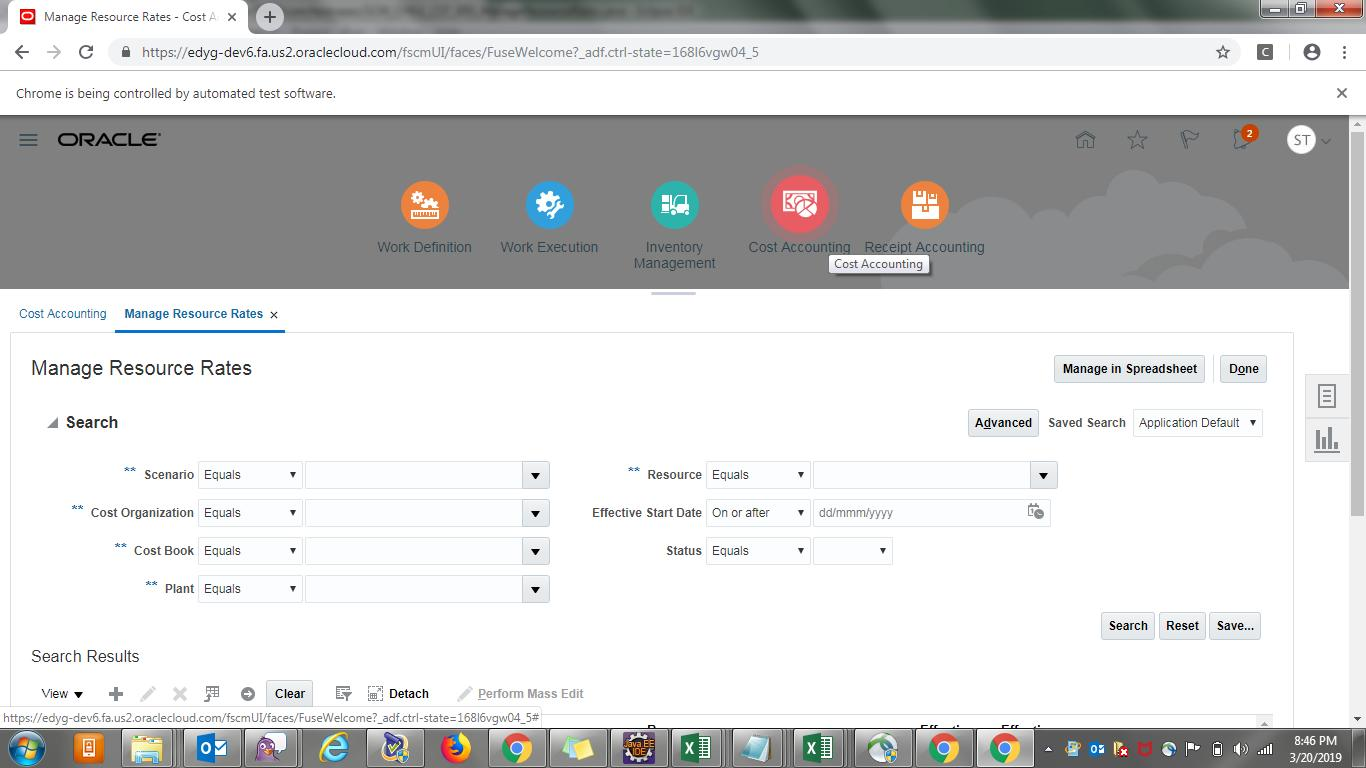 Manage Resource Rates - Cost A
https://edyg-dev6.fa.us2.oraclecloud.com/fscmUI/faces/FuseWelcome?_adf.ctrl-state=168l6vgw04_5
C
Chrome is being controlled by automated test software.
ORACLE
2
ST
Work Definition
Work Execution
Inventory
Management
Cost Accounting
Receipt Accounting
Cost Accounting
Cost Accounting
Manage Resource Rates
Manage Resource Rates
Manage in Spreadsheet
Done
Search
Advanced
Saved Search
Application Default
** Scenario Equals
** Resource Equals
** Cost Organization Equals
Effective Start Date On or after dd/mmm/yyyy
** Cost Book Equals
Status Equals
** Plant Equals
Search Reset Save...
Search Results
View
Clear
Detach
Perform Mass Edit
https://edyg-dev6.fa.us2.oraclecloud.com/fscmUI/faces/FuseWelcome?_adf.ctrl-state=168l6vgw04_5#
Java EE
IDE
8:46 PM
3/20/2019